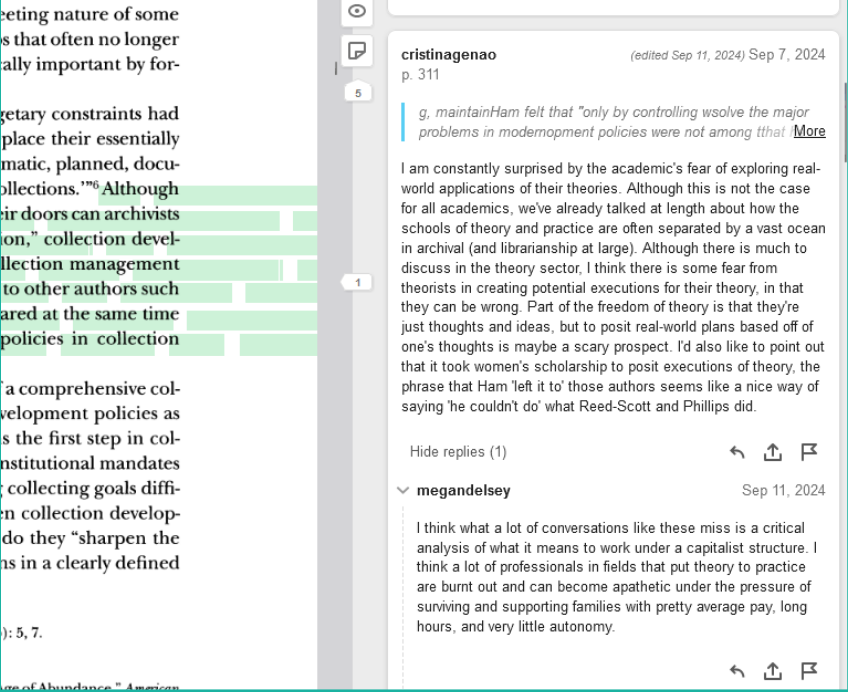 eeting nature of some
s that often no longer
ally important by for-
getary constraints had
place their essentially
matic, planned, docu-
ollections.’”6 Although
eir doors can archivists
ion,” collection devel-
llection management
to other authors such
ared at the same time
policies in collection
a comprehensive col-
velopment policies as
s the first step in col-
nstitutional mandates
collecting goals diffi-
en collection develop-
do they “sharpen the
ns in a clearly defined
): 5, 7.
ge of Abundance,” American
5
1
cristinagenao
(edited Sep 11, 2024) Sep 7, 2024
p. 311
g, maintainHam felt that "only by controlling wsolve the major
problems in modernopment policies were not among tthat More
I am constantly surprised by the academic's fear of exploring real-
world applications of their theories. Although this is not the case
for all academics, we've already talked at length about how the
schools of theory and practice are often separated by a vast ocean
in archival (and librarianship at large). Although there is much to
discuss in the theory sector, I think there is some fear from
theorists in creating potential executions for their theory, in that
they can be wrong. Part of the freedom of theory is that they're
just thoughts and ideas, but to posit real-world plans based off of
one's thoughts is maybe a scary prospect. I'd also like to point out
that it took women's scholarship to posit executions of theory, the
phrase that Ham 'left it to' those authors seems like a nice way of
saying 'he couldn't do' what Reed-Scott and Phillips did.
Hide replies (1)
megandelsey
Sep 11, 2024
I think what a lot of conversations like these miss is a critical
analysis of what it means to work under a capitalist structure. I
think a lot of professionals in fields that put theory to practice
are burnt out and can become apathetic under the pressure of
surviving and supporting families with pretty average pay, long
hours, and very little autonomy.